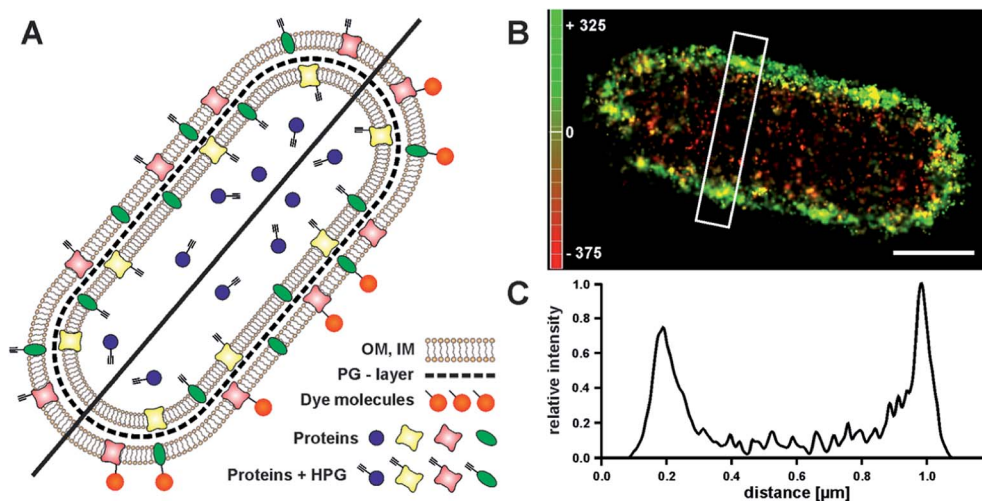 A
OM, IM
PG - layer
Dye molecules
Proteins
Proteins + HPG
B
+ 325
0
- 375
C
relative intensity
1.0
0.8
0.6
0.4
0.2
0.0
0.0 0.2 0.4 0.6 0.8 1.0
distance [µm]